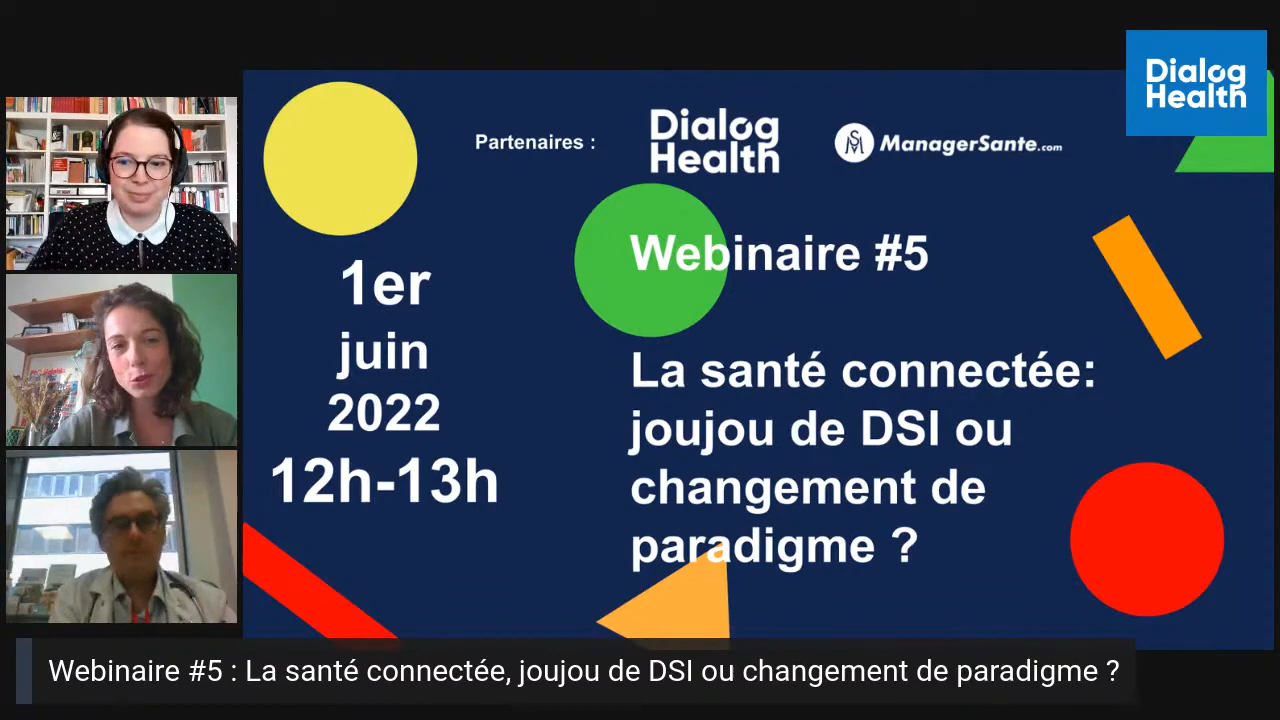 Dialog
Health
Partenaires :
Dialog
Health
ManagerSante.com
Webinaire #5
1er
juin
2022
12h-13h
La santé connectée:
joujou de DSI ou
changement de
paradigme ?
Webinaire #5 : La santé connectée, joujou de DSI ou changement de paradigme ?